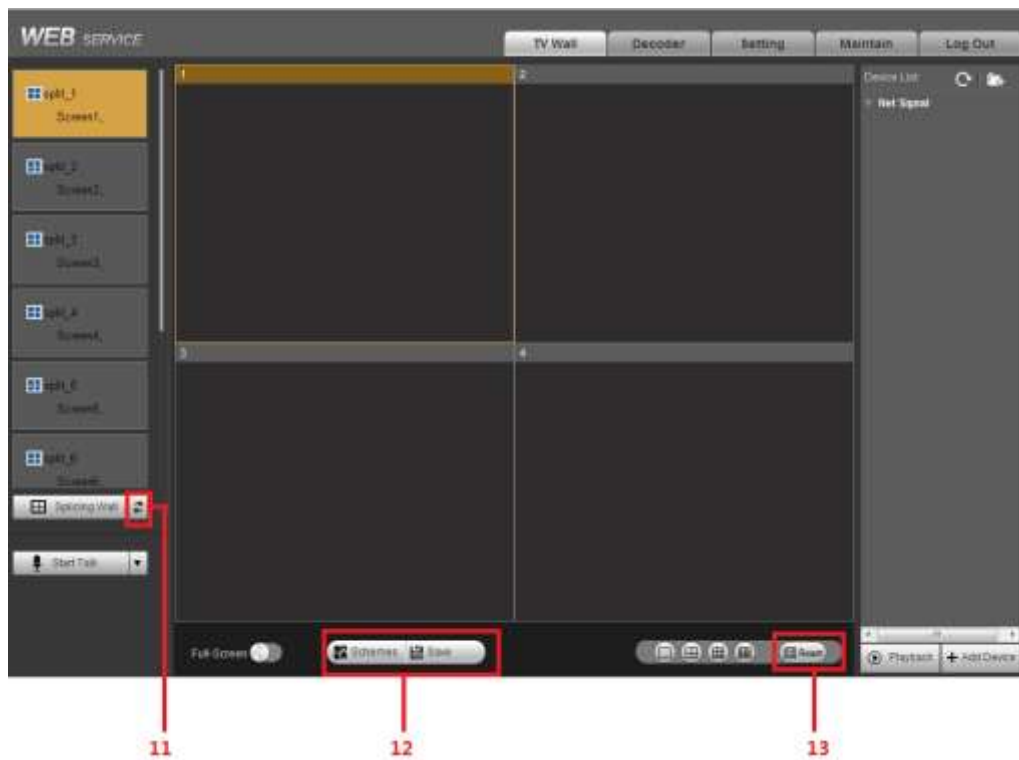 WEB SERVICE
TV Wall Decoder Setting Maintain Log Out
split_1
Screen1,
split_2
Screen2,
split_3
Screen3,
split_4
Screen4,
split_5
Screen5,
split_6
Screen6,
Splicing Wall
Start Talk
1
2
3
4
Full-Screen
Schemes Save
Reset
Device List
Net Signal
Playback Add Device
11 12 13